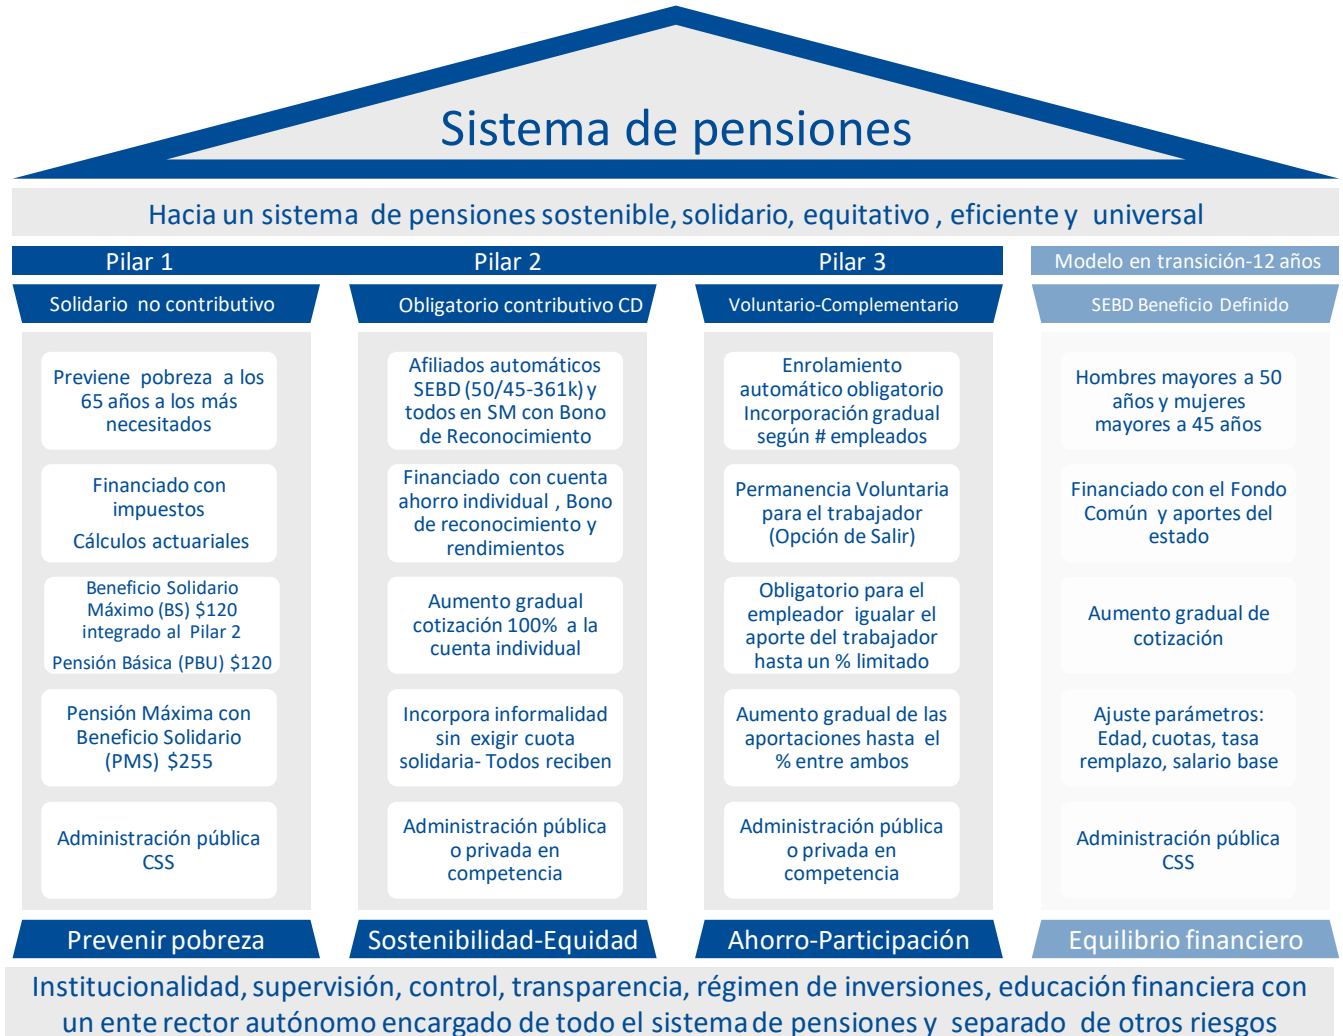 Sistema de pensiones
Hacia un sistema de pensiones sostenible, solidario, equitativo , eficiente y universal
Pilar 1
Solidario no contributivo
Previene pobreza a los
65 años a los más
necesitados
Financiado con
impuestos
Cálculos actuariales
Beneficio Solidario
Máximo (BS) $120
integrado al Pilar 2
Pensión Básica (PBU) $120
Pensión Máxima con
Beneficio Solidario
(PMS) $255
Administración pública
CSS
Prevenir pobreza
Pilar 2
Obligatorio contributivo CD
Afiliados automáticos
SEBD (50/45-361k) y
todos en SM con Bono
de Reconocimiento
Financiado con cuenta
ahorro individual , Bono
de reconocimiento y
rendimientos
Aumento gradual
cotización 100% a la
cuenta individual
Incorpora informalidad
sin exigir cuota
solidaria- Todos reciben
Administración pública
o privada en
competencia
Sostenibilidad-Equidad
Pilar 3
Voluntario-Complementario
Enrolamiento
automático obligatorio
Incorporación gradual
según # empleados
Permanencia Voluntaria
para el trabajador
(Opción de Salir)
Obligatorio para el
empleador igualar el
aporte del trabajador
hasta un % limitado
Aumento gradual de las
aportaciones hasta el
% entre ambos
Administración pública
o privada en
competencia
Ahorro-Participación
Modelo en transición-12 años
SEBD Beneficio Definido
Hombres mayores a 50
años y mujeres
mayores a 45 años
Financiado con el Fondo
Común y aportes del
estado
Aumento gradual de
cotización
Ajuste parámetros:
Edad, cuotas, tasa
remplazo, salario base
Administración pública
CSS
Equilibrio financiero
Institucionalidad, supervisión, control, transparencia, régimen de inversiones, educación financiera con
un ente rector autónomo encargado de todo el sistema de pensiones y separado de otros riesgos